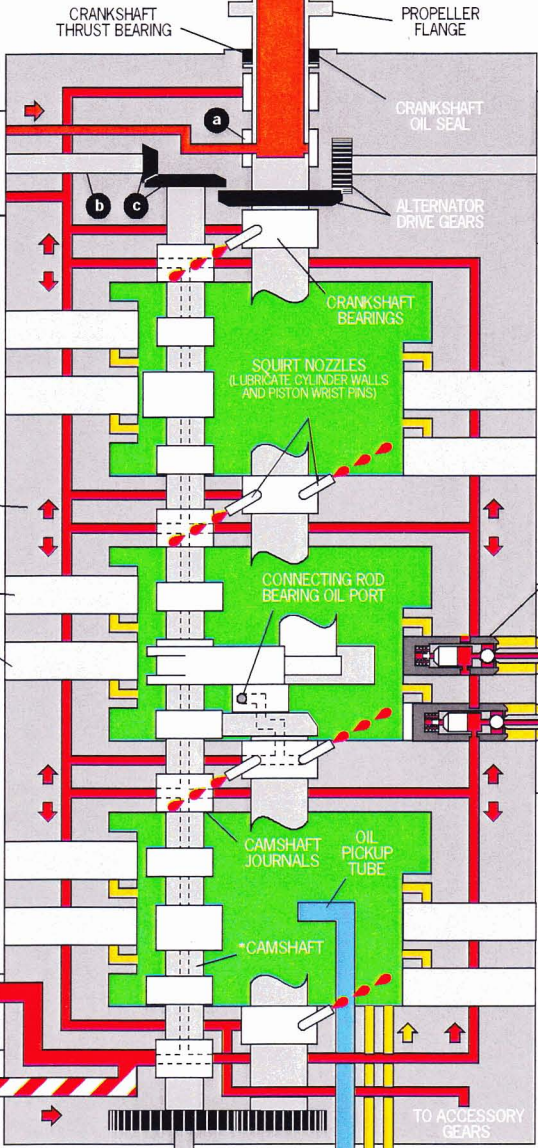 CRANKSHAFT
THRUST BEARING
PROPELLER
FLANGE
CRANKSHAFT
OIL SEAL
a
b
c
ALTERNATOR
DRIVE GEARS
CRANKSHAFT
BEARINGS
SQUIRT NOZZLES
(LUBRICATE CYLINDER WALLS
AND PISTON WRIST PINS)
CONNECTING ROD
BEARING OIL PORT
CAMSHAFT
JOURNALS
OIL
PICKUP
TUBE
*CAMSHAFT
TO ACCESSORY
GEARS